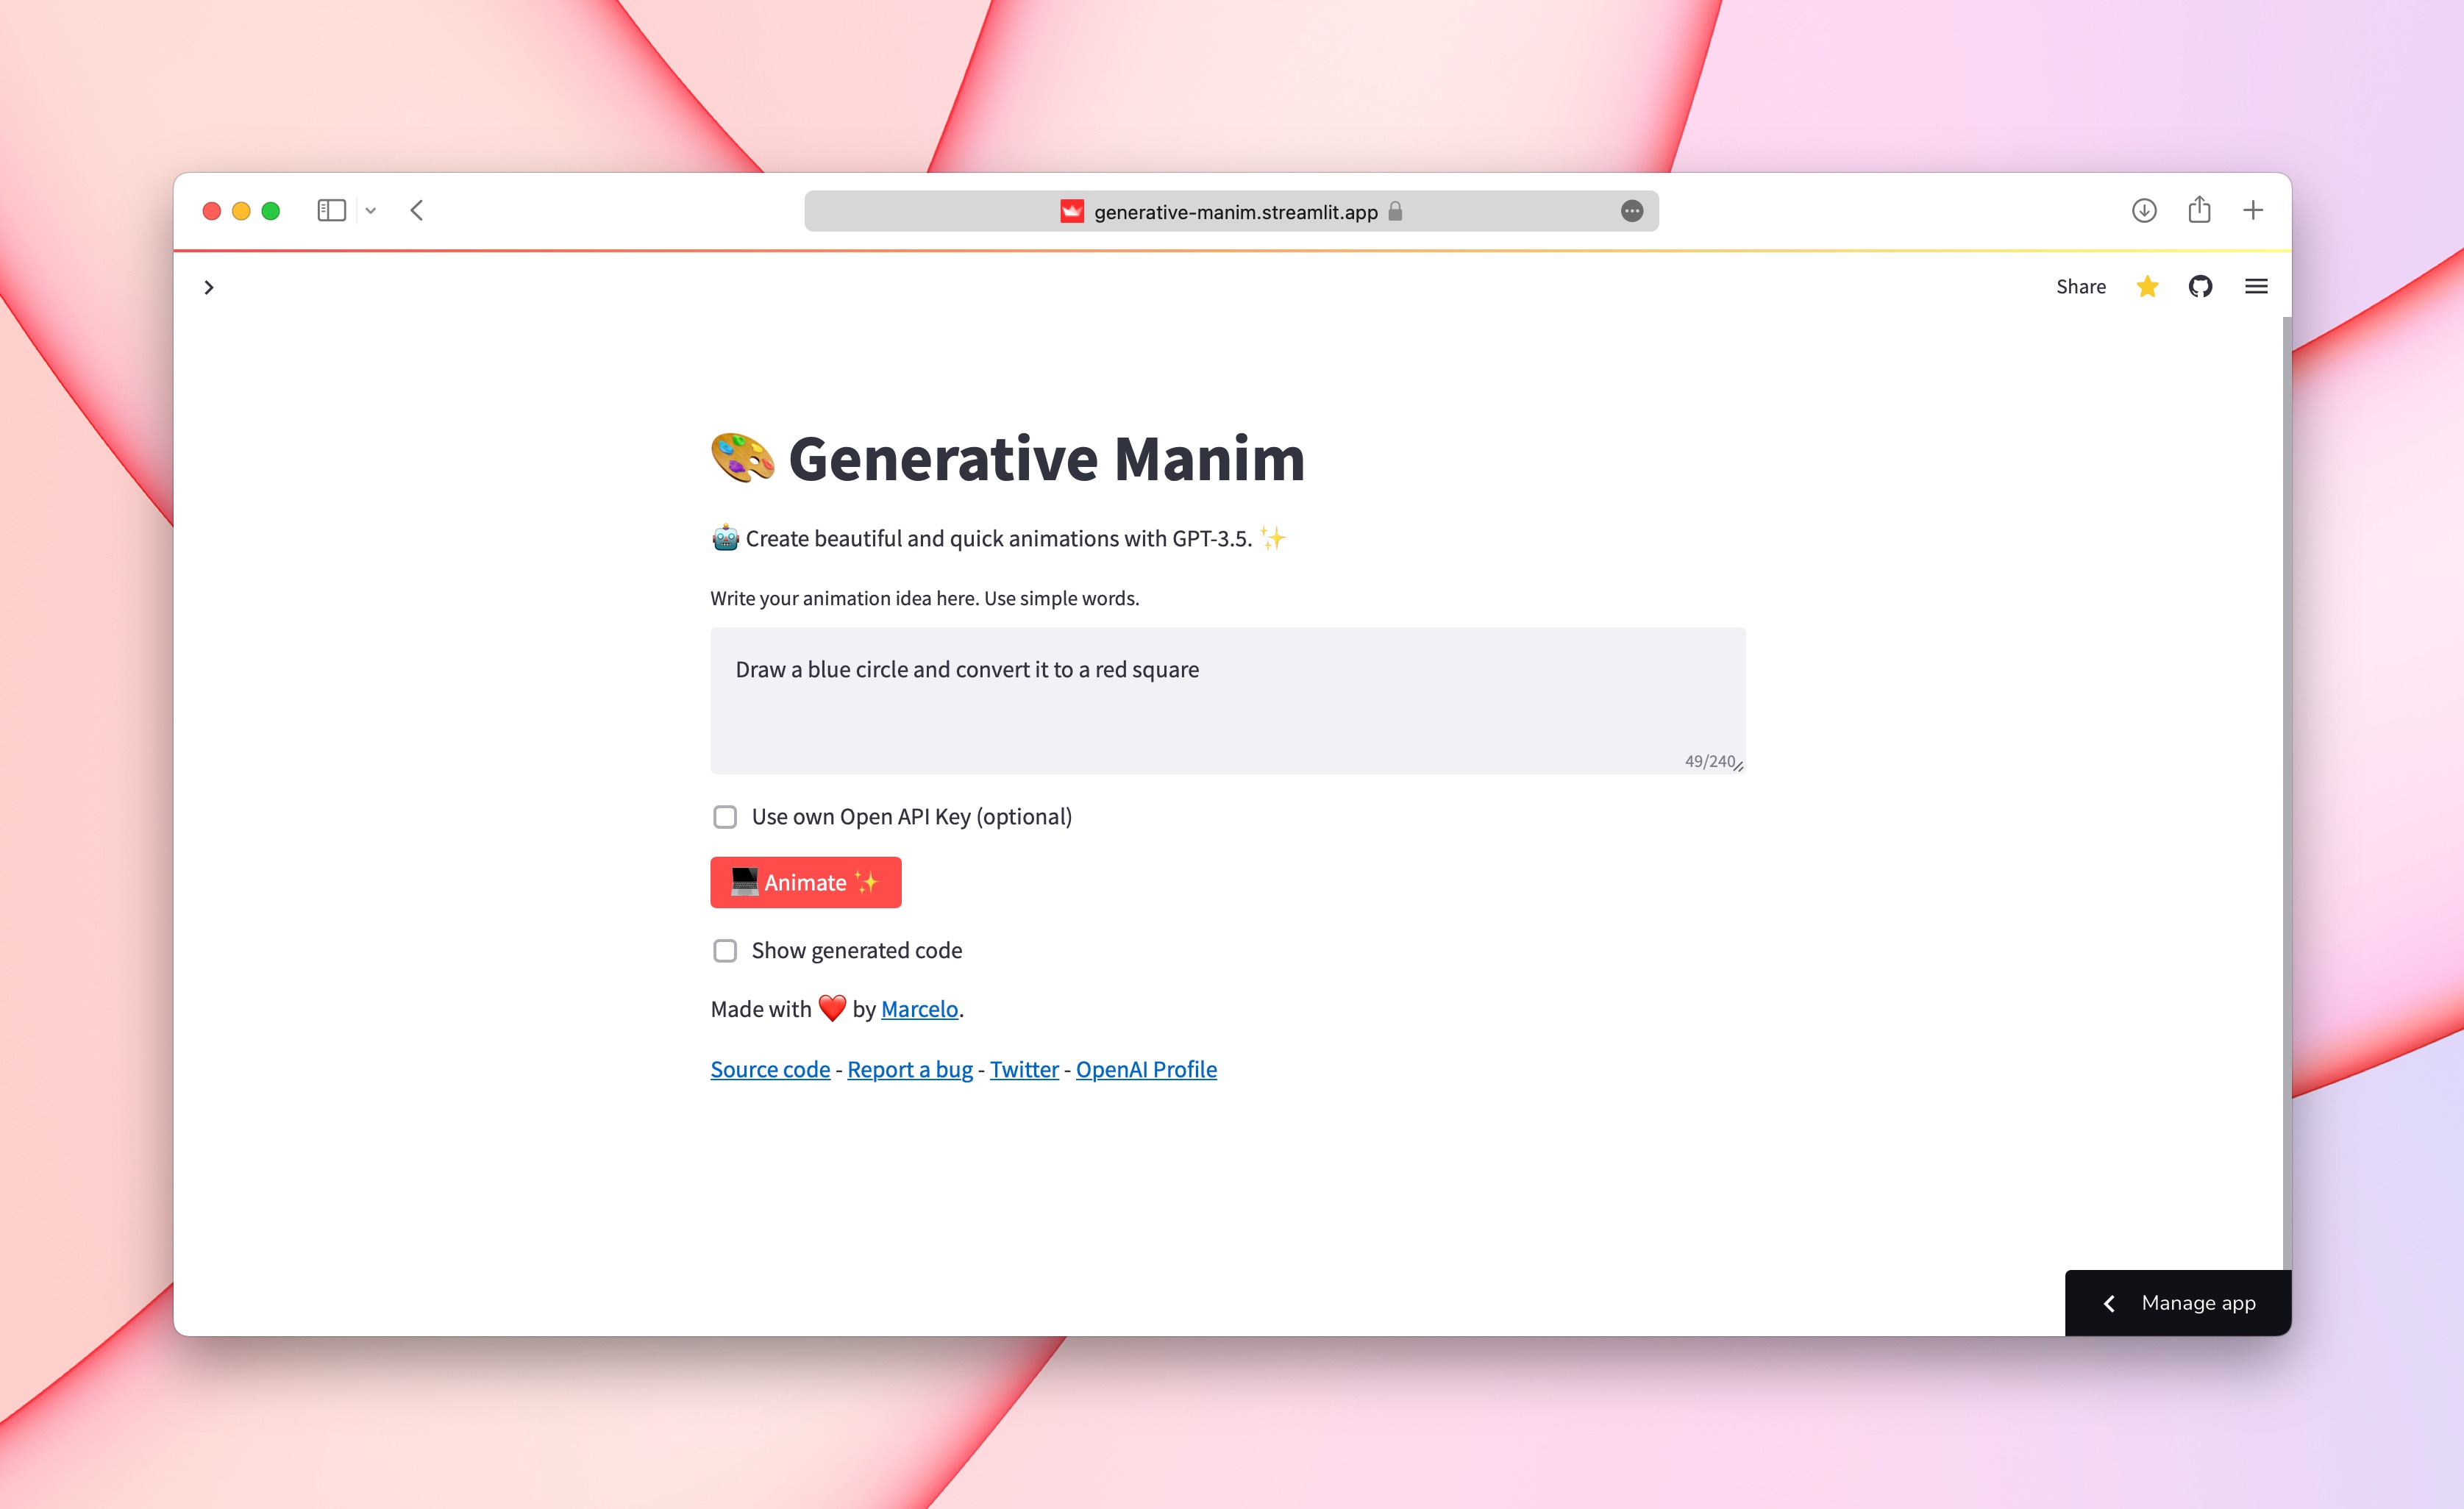 generative-manim.streamlit.app
Share
Generative Manim
Create beautiful and quick animations with GPT-3.5.
Write your animation idea here. Use simple words.
Draw a blue circle and convert it to a red square
49/240
Use own Open API Key (optional)
Animate
Show generated code
Made with ❤️ by Marcelo.
Source code - Report a bug - Twitter - OpenAI Profile
Manage app